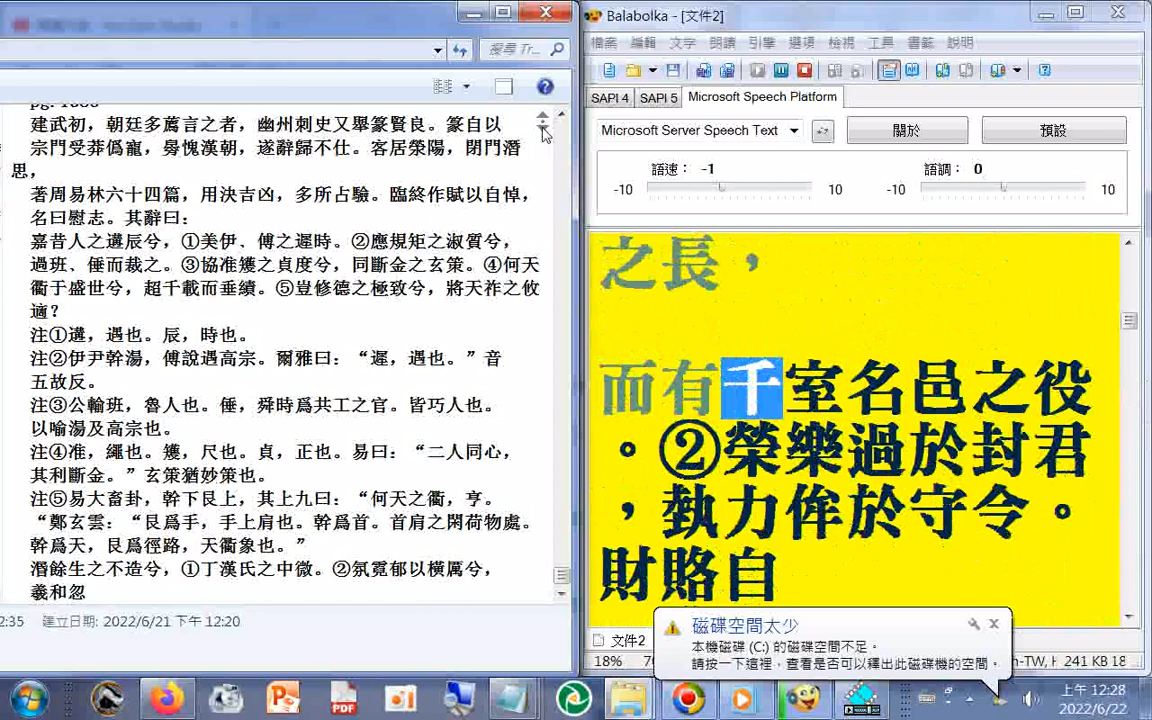 搜尋 Tr...
建武初，朝廷多薦言之者，幽州刺史又舉篆賢良。篆自以
宗門受莽僞寵，㬰愧漢朝，遂辭歸不仕。客居滎陽，閉門潛
思，
著周易林六十四篇，用決吉凶，多所占驗。臨終作賦以自悼，
名曰慰志。其辭曰：
嘉昔人之遘辰兮，①美伊、傅之遻時。②應規矩之淑質兮，
過班、倕而裁之。③協准獲之貞度兮，同斷金之玄策。④何天
衢于盛世兮，超千載而垂績。⑤豈修德之極致兮，將天祚之攸
適？
注①遘，遇也。辰，時也。
注②伊尹幹湯，傅說遇高宗。爾雅曰：“遻，遇也。”音
五故反。
注③公輸班，魯人也。倕，舜時爲共工之官。皆巧人也。
以喻湯及高宗也。
注④准，繩也。獲，尺也。貞，正也。易曰：“二人同心，
其利斷金。”玄策猶妙策也。
注⑤易大畜卦，幹下艮上，其上九曰：“何天之衢，亨。
“鄭玄雲：“艮爲手，手上肩也。幹爲首。首肩之閑荷物處。
幹爲天，艮爲徑路，天衢象也。”
潛餘生之不造兮，①丁漢氏之中微。②氛霓郁以橫厲兮，
羲和忽
2:35 建立日期: 2022/6/21 下午 12:20
Balabolka - [文件2]
檔案 編輯 文字 朗讀 引擎 選項 檢視 工具 書籤 說明
SAPI 4 SAPI 5 Microsoft Speech Platform
Microsoft Server Speech Text 關於 預設
語速： -1 語調： 0
-10 10 -10 10
之長，
而有千室名邑之役
。②榮樂過於封君
，埶力侔於守令。
財賂自
文件2
磁碟空間太少
本機磁碟 (C:) 的磁碟空間不足。
請按一下這裡，查看是否可以釋出此磁碟機的空間。
18% n-TW, H 241 KB 18
上午 12:28
2022/6/22